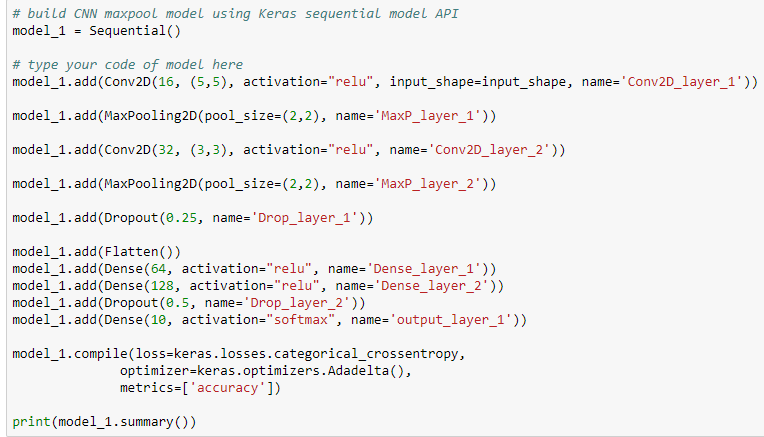 # build CNN maxpool model using Keras sequential model API
model_1 = Sequential()
# type your code of model here
model_1.add(Conv2D(16, (5,5), activation="relu", input_shape=input_shape, name='Conv2D_layer_1'))
model_1.add(MaxPooling2D(pool_size=(2,2), name='MaxP_layer_1'))
model_1.add(Conv2D(32, (3,3), activation="relu", name='Conv2D_layer_2'))
model_1.add(MaxPooling2D(pool_size=(2,2), name='MaxP_layer_2'))
model_1.add(Dropout(0.25, name='Drop_layer_1'))
model_1.add(Flatten())
model_1.add(Dense(64, activation="relu", name='Dense_layer_1'))
model_1.add(Dense(128, activation="relu", name='Dense_layer_2'))
model_1.add(Dropout(0.5, name='Drop_layer_2'))
model_1.add(Dense(10, activation="softmax", name='output_layer_1'))
model_1.compile(loss=keras.losses.categorical_crossentropy,
optimizer=keras.optimizers.Adadelta(),
metrics=['accuracy'])
print(model_1.summary())